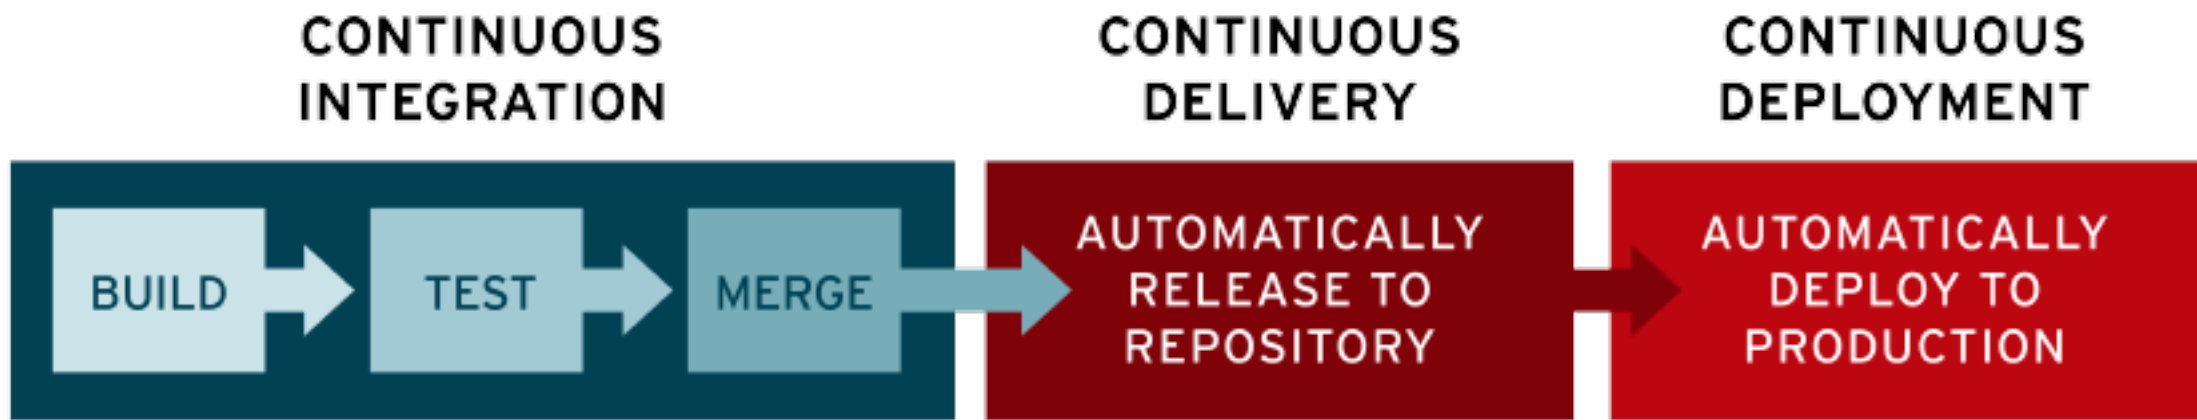 CONTINUOUS
INTEGRATION
CONTINUOUS
DELIVERY
CONTINUOUS
DEPLOYMENT
BUILD
TEST
MERGE
AUTOMATICALLY
RELEASE TO
REPOSITORY
AUTOMATICALLY
DEPLOY TO
PRODUCTION